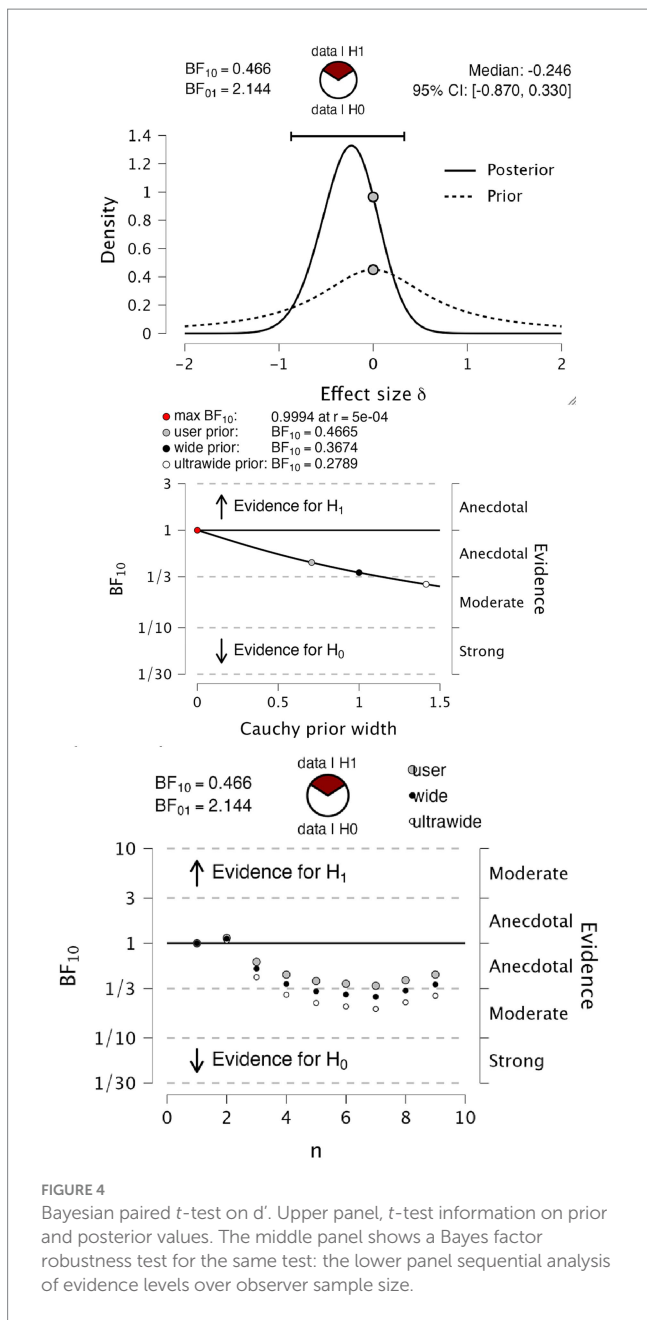 data | H1
BF₁₀ = 0.466
BF₀₁ = 2.144
Median: -0.246
95% CI: [-0.870, 0.330]
data | H0
1.4
1.2
1
0.8
0.6
0.4
0.2
0
Density
Posterior
Prior
-2
-1
0
1
2
Effect size δ
max BF₁₀: 0.9994 at r = 5e-04
user prior: BF₁₀ = 0.4665
wide prior: BF₁₀ = 0.3674
ultrawide prior: BF₁₀ = 0.2789
3
1
1/3
1/10
1/30
BF₁₀
Evidence for H₁
Evidence for H₀
Anecdotal
Anecdotal
Moderate
Strong
Evidence
0
0.5
1
1.5
Cauchy prior width
data | H1
BF₁₀ = 0.466
BF₀₁ = 2.144
data | H0
user
wide
ultrawide
10
3
1
1/3
1/10
1/30
BF₁₀
Evidence for H₁
Evidence for H₀
Moderate
Anecdotal
Anecdotal
Moderate
Strong
Evidence
0
2
4
6
8
10
n
FIGURE 4
Bayesian paired t-test on d’. Upper panel, t-test information on prior
and posterior values. The middle panel shows a Bayes factor
robustness test for the same test: the lower panel sequential analysis
of evidence levels over observer sample size.